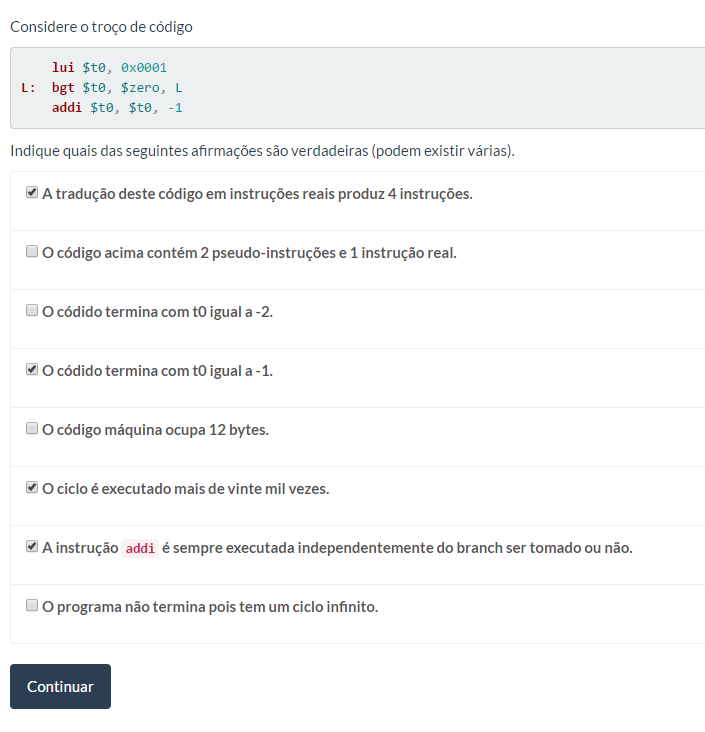 Considere o troço de código
lui $t0, 0x0001
L: bgt $t0, $zero, L
addi $t0, $t0, -1
Indique quais das seguintes afirmações são verdadeiras (podem existir várias).
A tradução deste código em instruções reais produz 4 instruções.
O código acima contém 2 pseudo-instruções e 1 instrução real.
O códido termina com t0 igual a -2.
O códido termina com t0 igual a -1.
O código máquina ocupa 12 bytes.
O ciclo é executado mais de vinte mil vezes.
A instrução addi é sempre executada independentemente do branch ser tomado ou não.
O programa não termina pois tem um ciclo infinito.
Continuar